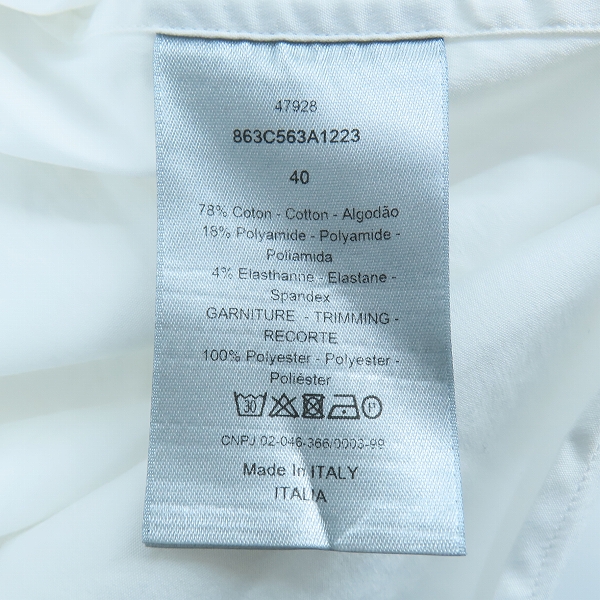 47928
863C563A1223
40
78% Coton - Cotton - Algodão
18% Polyamide - Polyamide -
Poliamida
4% Elasthanne - Elastane -
Spandex
GARNITURE - TRIMMING -
RECORTE
100% Polyester - Polyester -
Poliéster
30 P
CNPJ 02-046-366/0003-99
Made In ITALY
ITALIA